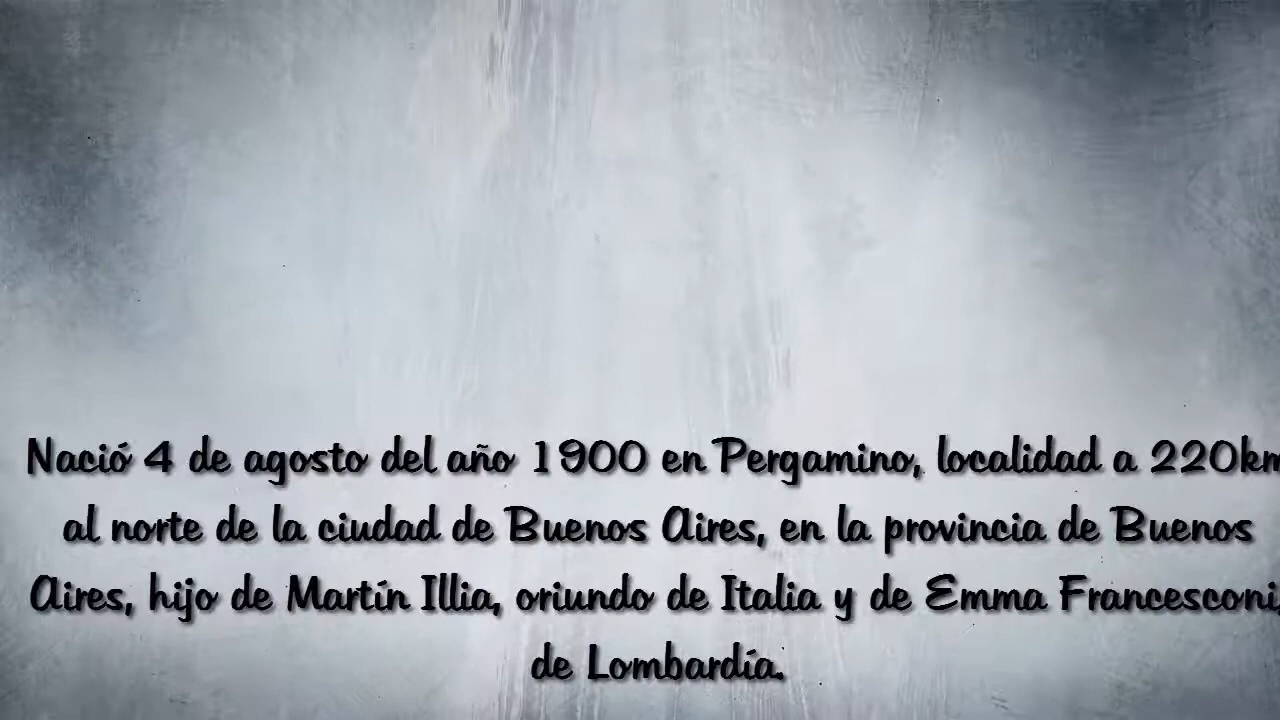 Nació 4 de agosto del año 1900 en Pergamino, localidad a 220km
al norte de la ciudad de Buenos Aires, en la provincia de Buenos
Aires, hijo de Martín Illia, oriundo de Italia y de Emma Francesconi,
de Lombardía.